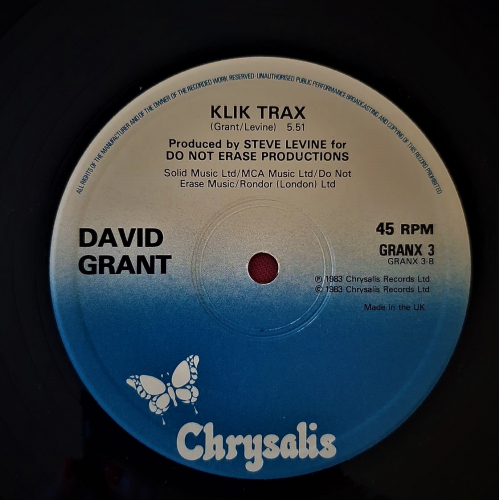 ALL RIGHTS OF THE MANUFACTURER AND OF THE OWNER OF THE RECORDED WORK RESERVED · UNAUTHORISED PUBLIC PERFORMANCE BROADCASTING AND COPYING OF THIS RECORD PROHIBITED
KLIK TRAX
(Grant/Levine) 5.51
Produced by STEVE LEVINE for
DO NOT ERASE PRODUCTIONS
Solid Music Ltd/MCA Music Ltd/Do Not
Erase Music/Rondor (London) Ltd
DAVID
GRANT
45 RPM
GRANX 3
GRANX 3-B
℗ 1983 Chrysalis Records Ltd
© 1983 Chrysalis Records Ltd
Made in the UK
Chrysalis